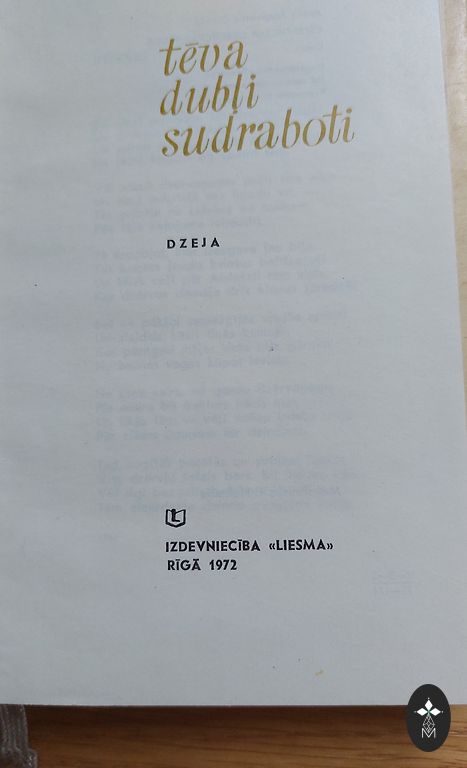 tēva
dubļi
sudraboti
DZEJA
IZDEVNIECĪBA «LIESMA»
RĪGĀ 1972
M